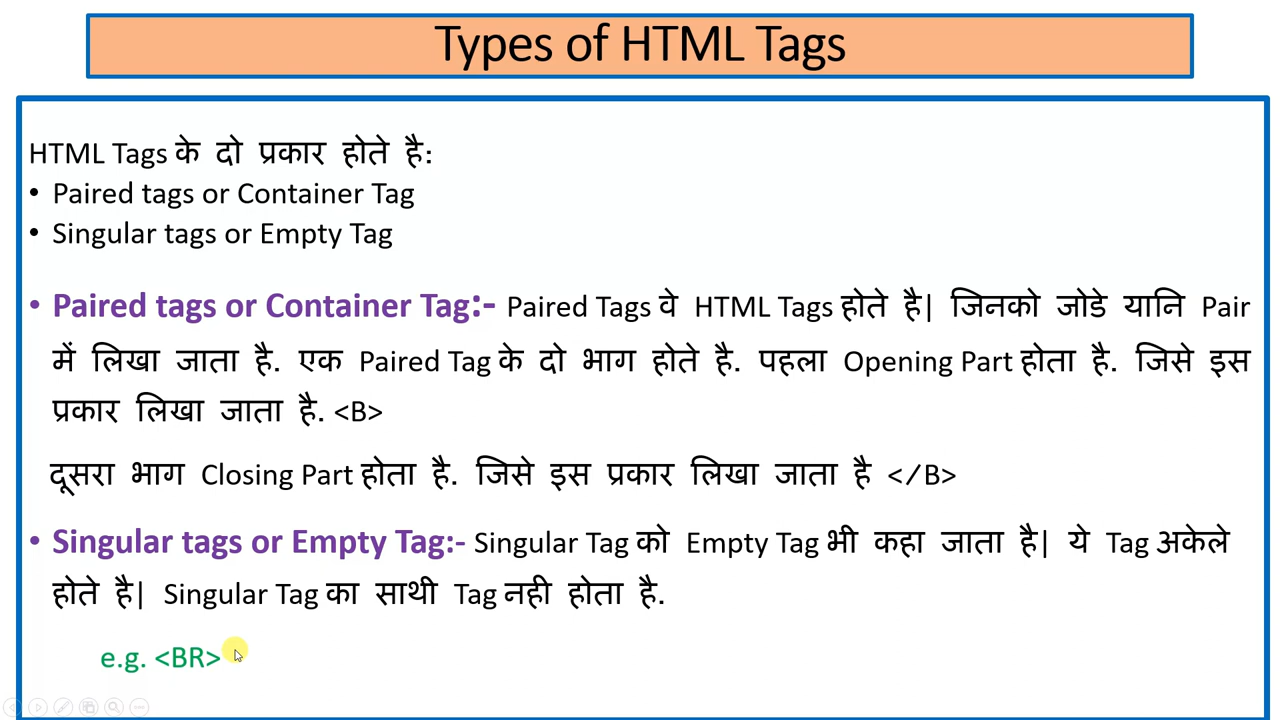 Types of HTML Tags
HTML Tags के दो प्रकार होते है:
• Paired tags or Container Tag
• Singular tags or Empty Tag
• Paired tags or Container Tag:- Paired Tags वे HTML Tags होते है| जिनको जोडे यानि Pair
में लिखा जाता है. एक Paired Tag के दो भाग होते है. पहला Opening Part होता है. जिसे इस
प्रकार लिखा जाता है. <B>
दूसरा भाग Closing Part होता है. जिसे इस प्रकार लिखा जाता है </B>
• Singular tags or Empty Tag:- Singular Tag को Empty Tag भी कहा जाता है| ये Tag अकेले
होते है| Singular Tag का साथी Tag नही होता है.
e.g. <BR>